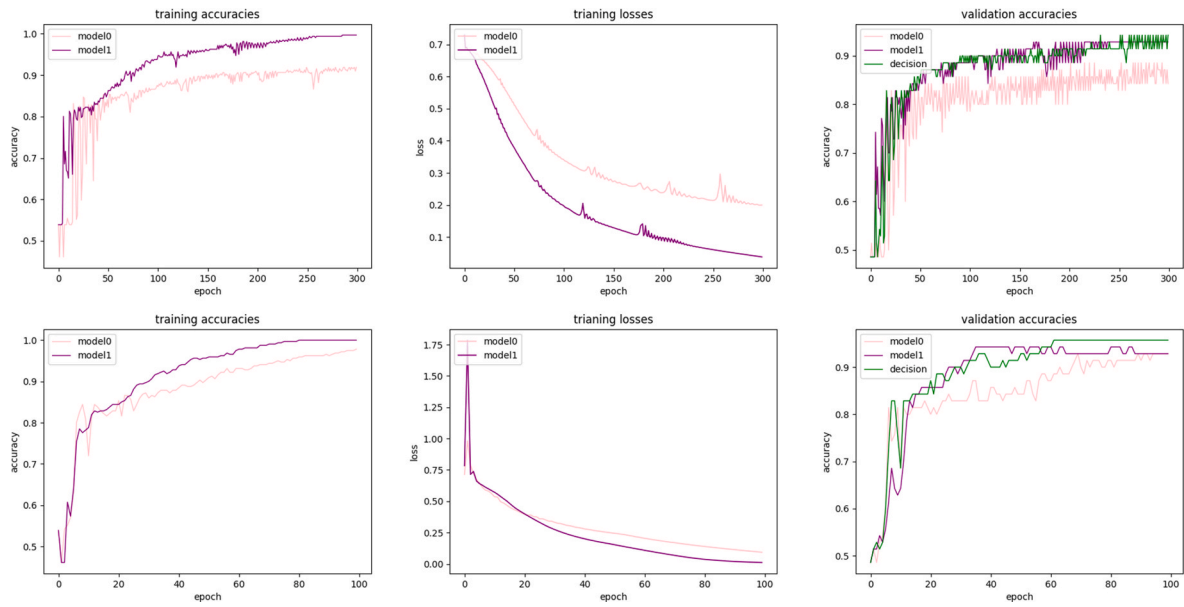 training accuracies
trianing losses
validation accuracies
model0
model1
model0
model1
model0
model1
decision
accuracy
1.0
0.9
0.8
0.7
0.6
0.5
loss
0.7
0.6
0.5
0.4
0.3
0.2
0.1
accuracy
0.9
0.8
0.7
0.6
0.5
0 50 100 150 200 250 300
0 50 100 150 200 250 300
0 50 100 150 200 250 300
epoch
epoch
epoch
training accuracies
trianing losses
validation accuracies
model0
model1
model0
model1
model0
model1
decision
accuracy
1.0
0.9
0.8
0.7
0.6
0.5
loss
1.75
1.50
1.25
1.00
0.75
0.50
0.25
0.00
accuracy
0.9
0.8
0.7
0.6
0.5
0 20 40 60 80 100
0 20 40 60 80 100
0 20 40 60 80 100
epoch
epoch
epoch